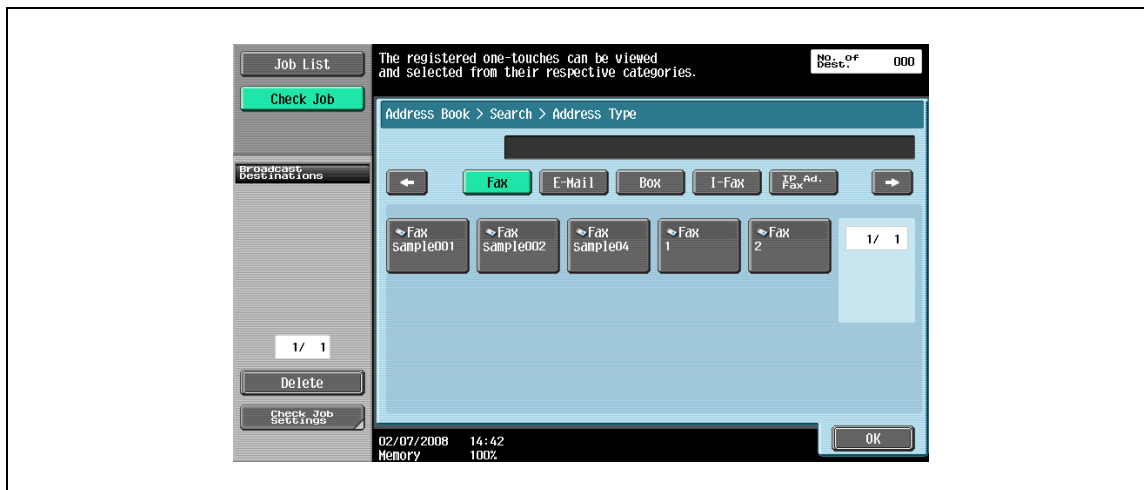 Job List
Check Job
Broadcast
Destinations
1/ 1
Delete
Check Job
Settings
The registered one-touches can be viewed
and selected from their respective categories.
No. of
Dest. 000
Address Book > Search > Address Type
Fax E-Mail Box I-Fax IP Ad.
Fax
Fax
sample001
Fax
sample002
Fax
sample04
Fax
1
Fax
2
1/ 1
02/07/2008 14:42
Memory 100%
OK